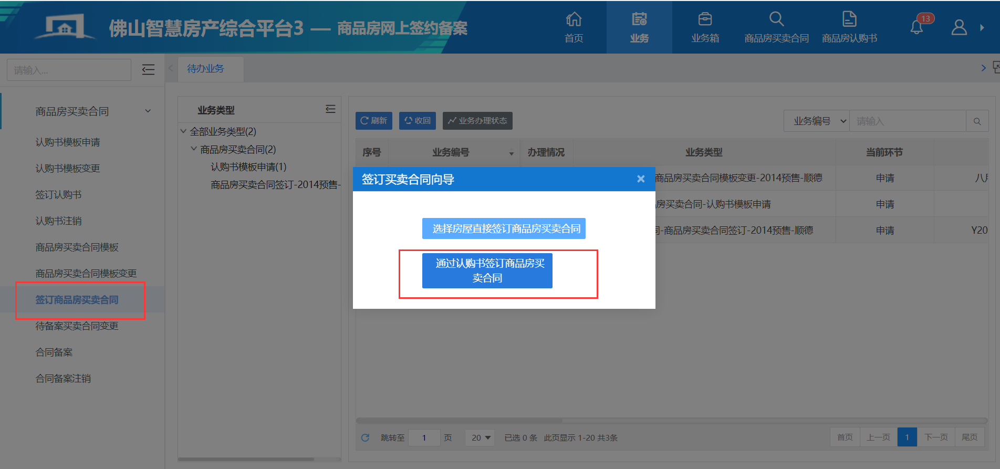 佛山智慧房产综合平台3 — 商品房网上签约备案
首页
业务
业务箱
商品房买卖合同
商品房认购书
13
请输入...
待办业务
商品房买卖合同
认购书模板申请
认购书模板变更
签订认购书
认购书注销
商品房买卖合同模板
商品房买卖合同模板变更
签订商品房买卖合同
待备案买卖合同变更
合同备案
合同备案注销
业务类型
全部业务类型(2)
商品房买卖合同(2)
认购书模板申请(1)
商品房买卖合同签订-2014预售-
刷新
收回
业务办理状态
业务编号
请输入
序号 业务编号 办理情况 业务类型 当前环节
商品房买卖合同模板变更-2014预售-顺德 申请 八
房买卖合同-认购书模板申请 申请
-商品房买卖合同签订-2014预售-顺德 申请 Y20
签订买卖合同向导
选择房屋直接签订商品房买卖合同
通过认购书签订商品房买
卖合同
跳转至 1 页 20 已选 0 条 此页显示 1-20 共3条
首页 上一页 1 下一页 尾页